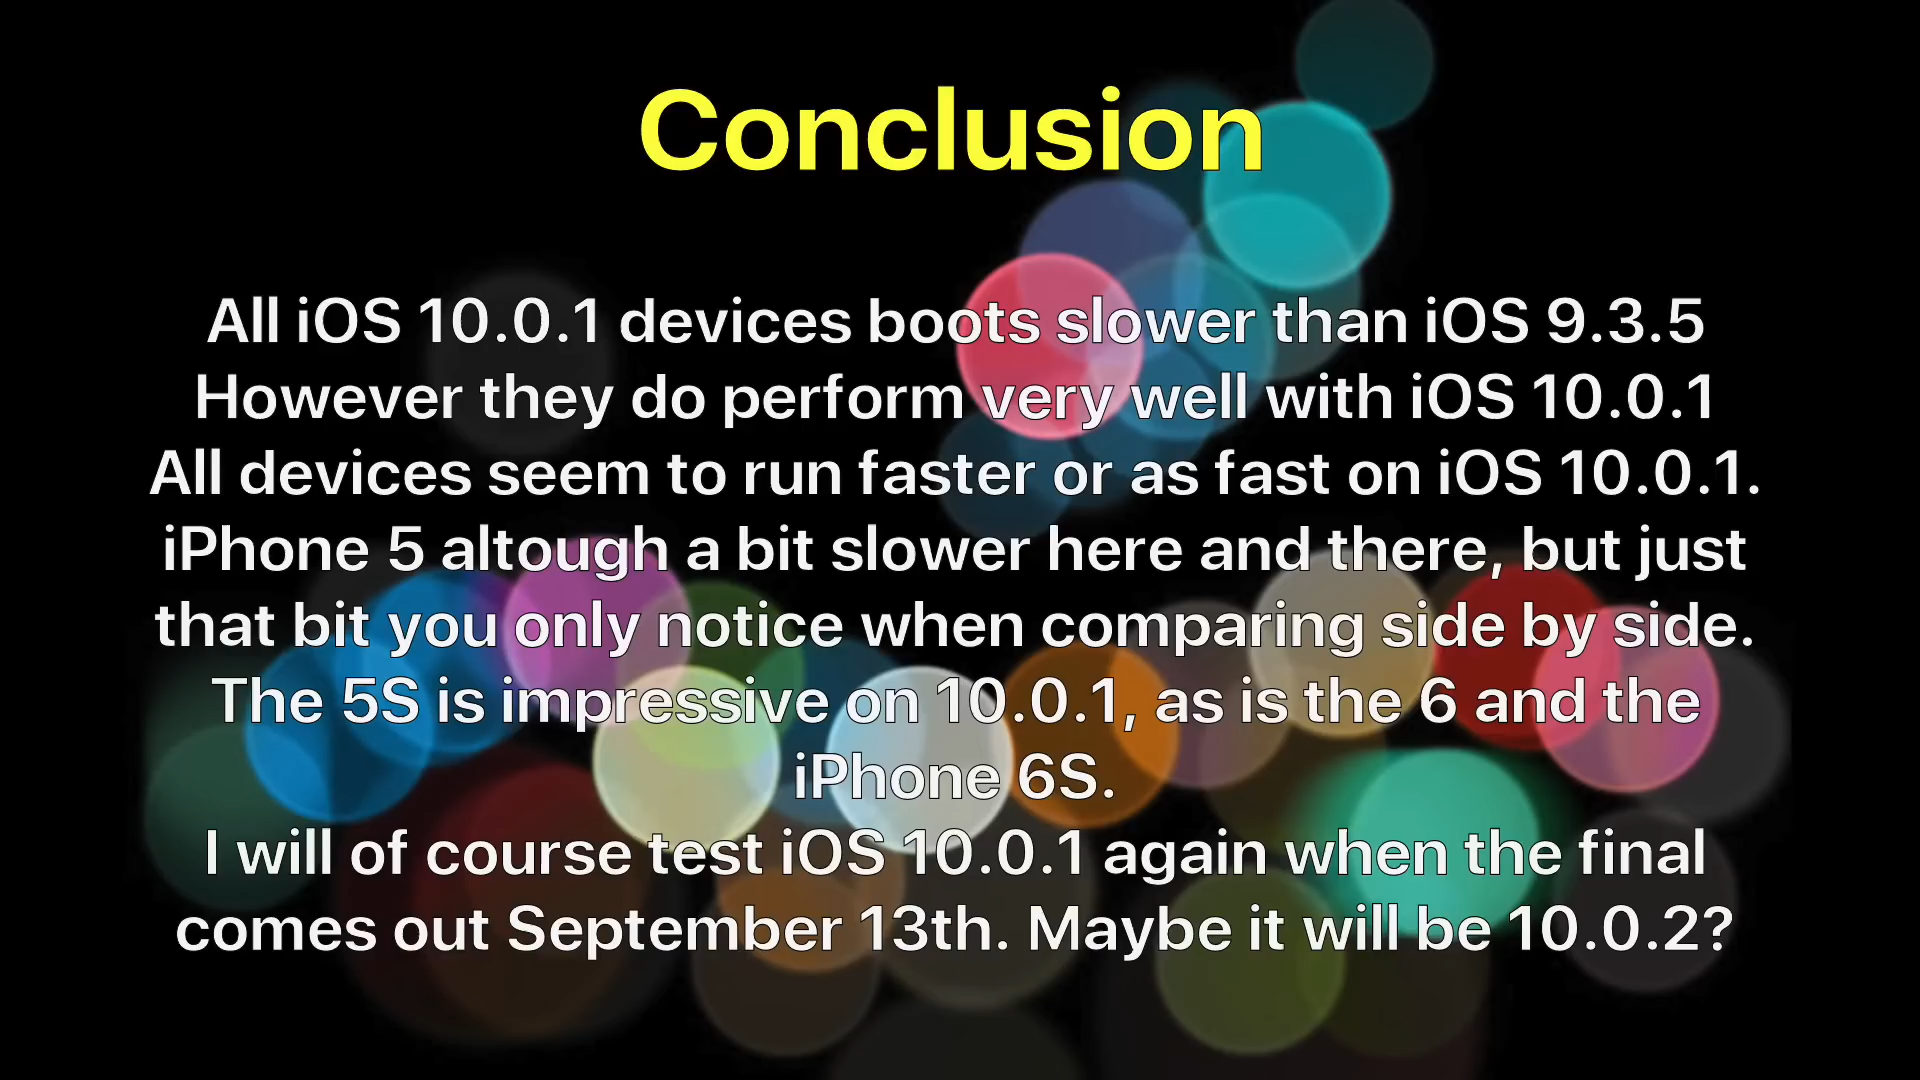 Conclusion
All iOS 10.0.1 devices boots slower than iOS 9.3.5
However they do perform very well with iOS 10.0.1
All devices seem to run faster or as fast on iOS 10.0.1.
iPhone 5 altough a bit slower here and there, but just
that bit you only notice when comparing side by side.
The 5S is impressive on 10.0.1, as is the 6 and the
iPhone 6S.
I will of course test iOS 10.0.1 again when the final
comes out September 13th. Maybe it will be 10.0.2?